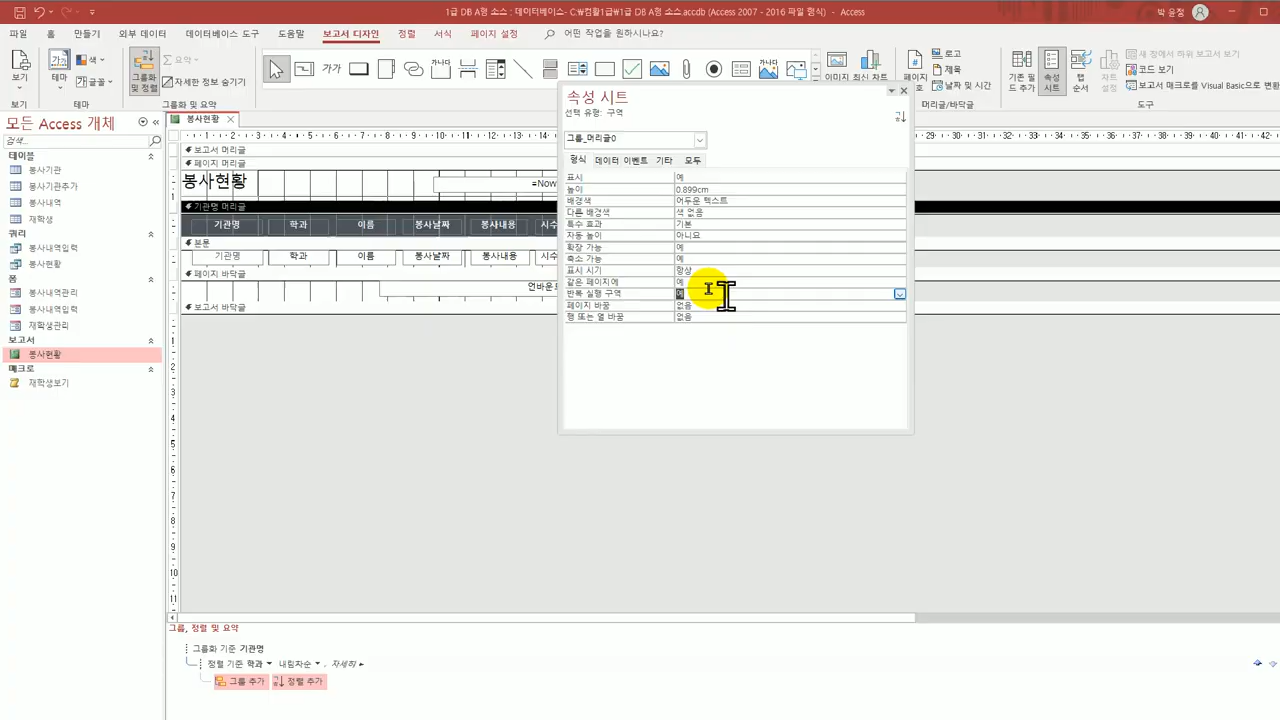 1급 DB A형 소스 : 데이터베이스- C:\컴활1급\1급 DB A형 소스.accdb (Access 2007 - 2016 파일 형식) - Access
박 윤정
파일 홈 만들기 외부 데이터 데이터베이스 도구 도움말 보고서 디자인 정렬 서식 페이지 설정 어떤 작업을 원하시나요?
보기 테마 색 글꼴 그룹화 및 정렬 요약 자세한 정보 숨기기
가가 가나다 이미지 최신 차트 페이지 로고 제목 날짜 및 시간 기존 필드 추가 속성 시트 탭 순서 차트 설정 새 창에서 하위 보고서 보기 코드 보기 보고서 매크로를 Visual Basic으로 변환
보기 테마 그룹화 및 요약 머리글/바닥글 도구
모든 Access 개체
검색...
테이블
봉사기관
봉사기관추가
봉사내역
재학생
쿼리
봉사내역입력
봉사현황
폼
봉사내역관리
봉사내역입력
학생관리
보고서
봉사현황
매크로
재학생보기
봉사현황
보고서 머리글
페이지 머리글
봉사현황 =Now
기관명 머리글
기관명 학과 이름 봉사날짜 봉사내용 시수
본문
기관명 학과 이름 봉사날짜 봉사내용 시수
페이지 바닥글
언바운드
보고서 바닥글
속성 시트
선택 유형: 구역
그룹_머리글0
형식 데이터 이벤트 기타 모두
표시 예
높이 0.899cm
배경색 어두운 텍스트
다른 배경색 색 없음
특수 효과 기본
자동 높이 아니요
확장 가능 예
축소 가능 예
표시 시기 항상
같은 페이지에 예
반복 실행 구역 예
페이지 바꿈 없음
행 또는 열 바꿈 없음
그룹, 정렬 및 요약
그룹화 기준 기관명
정렬 기준 학과 내림차순 , 자세히
그룹 추가 정렬 추가